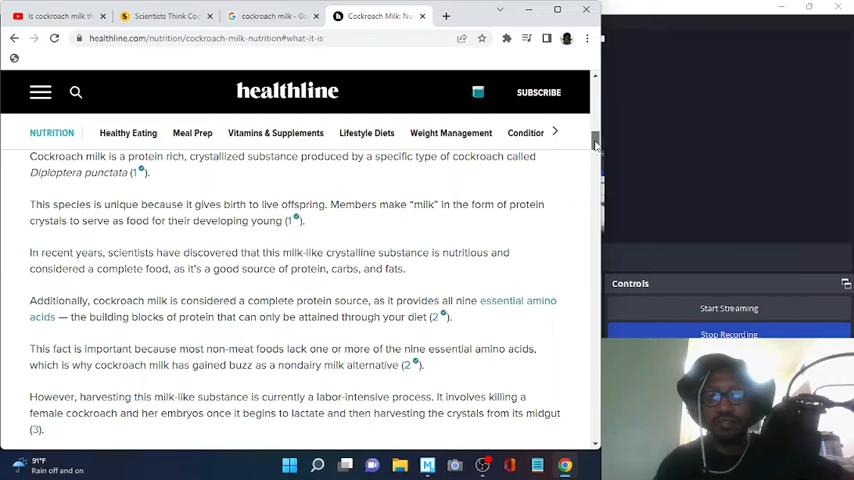 Is cockroach milk th
Scientists Think Coc
cockroach milk - Go
Cockroach Milk: Nu
healthline.com/nutrition/cockroach-milk-nutrition#what-it-is
healthline
SUBSCRIBE
NUTRITION Healthy Eating Meal Prep Vitamins & Supplements Lifestyle Diets Weight Management Condition
Cockroach milk is a protein rich, crystallized substance produced by a specific type of cockroach called
Diploptera punctata (1).
This species is unique because it gives birth to live offspring. Members make “milk” in the form of protein
crystals to serve as food for their developing young (1).
In recent years, scientists have discovered that this milk-like crystalline substance is nutritious and
considered a complete food, as it's a good source of protein, carbs, and fats.
Additionally, cockroach milk is considered a complete protein source, as it provides all nine essential amino
acids — the building blocks of protein that can only be attained through your diet (2).
This fact is important because most non-meat foods lack one or more of the nine essential amino acids,
which is why cockroach milk has gained buzz as a nondairy milk alternative (2).
However, harvesting this milk-like substance is currently a labor-intensive process. It involves killing a
female cockroach and her embryos once it begins to lactate and then harvesting the crystals from its midgut
(3).
Controls
Start Streaming
Stop Recording
91°F
Rain off and on